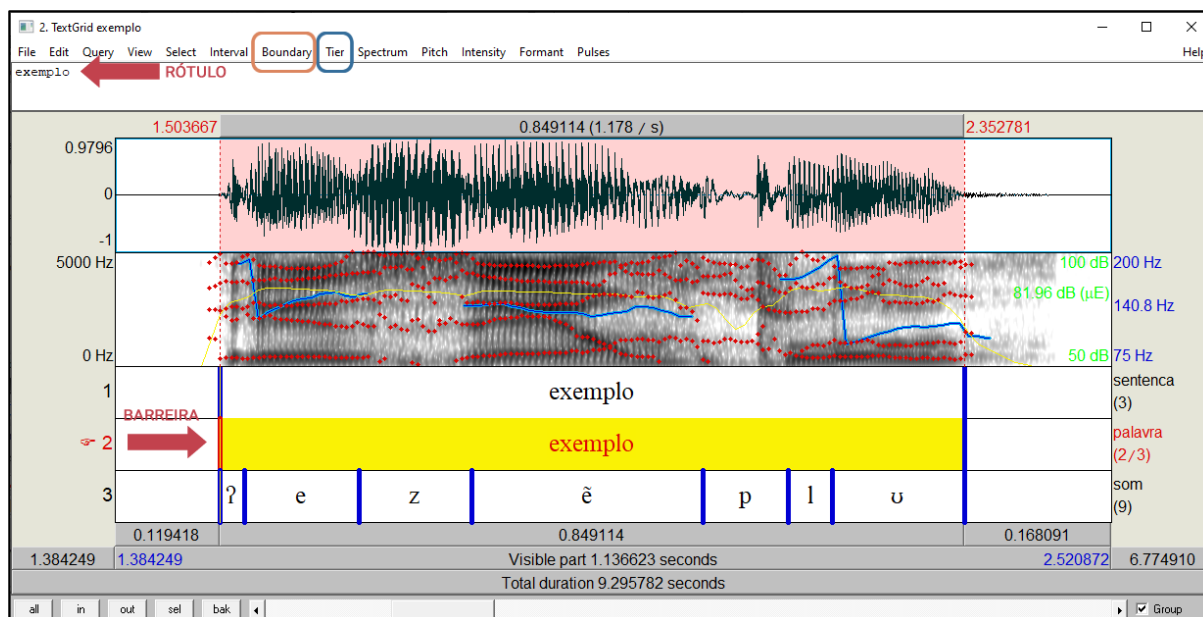 2. TextGrid exemplo
File Edit Query View Select Interval Boundary Tier Spectrum Pitch Intensity Formant Pulses Help
exemplo RÓTULO
1.503667 0.849114 (1.178 / s) 2.352781
0.9796
0
-1
5000 Hz 100 dB 200 Hz
81.96 dB (µE) 140.8 Hz
0 Hz 50 dB 75 Hz
1 exemplo sentenca
(3)
BARREIRA
2 exemplo palavra
(2/3)
3 ʔ e z ẽ p l ʊ som
(9)
0.119418 0.849114 0.168091
1.384249 1.384249 Visible part 1.136623 seconds 2.520872 6.774910
Total duration 9.295782 seconds
all in out sel bak Group